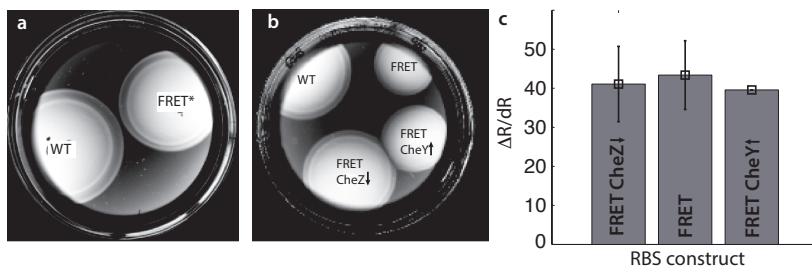 a
WT
FRET*
b
WT
FRET
FRET
CheY↑
FRET
CheZ↓
c
ΔR/dR
50
40
30
20
10
0
FRET CheZ↓
FRET
FRET CheY↑
RBS construct